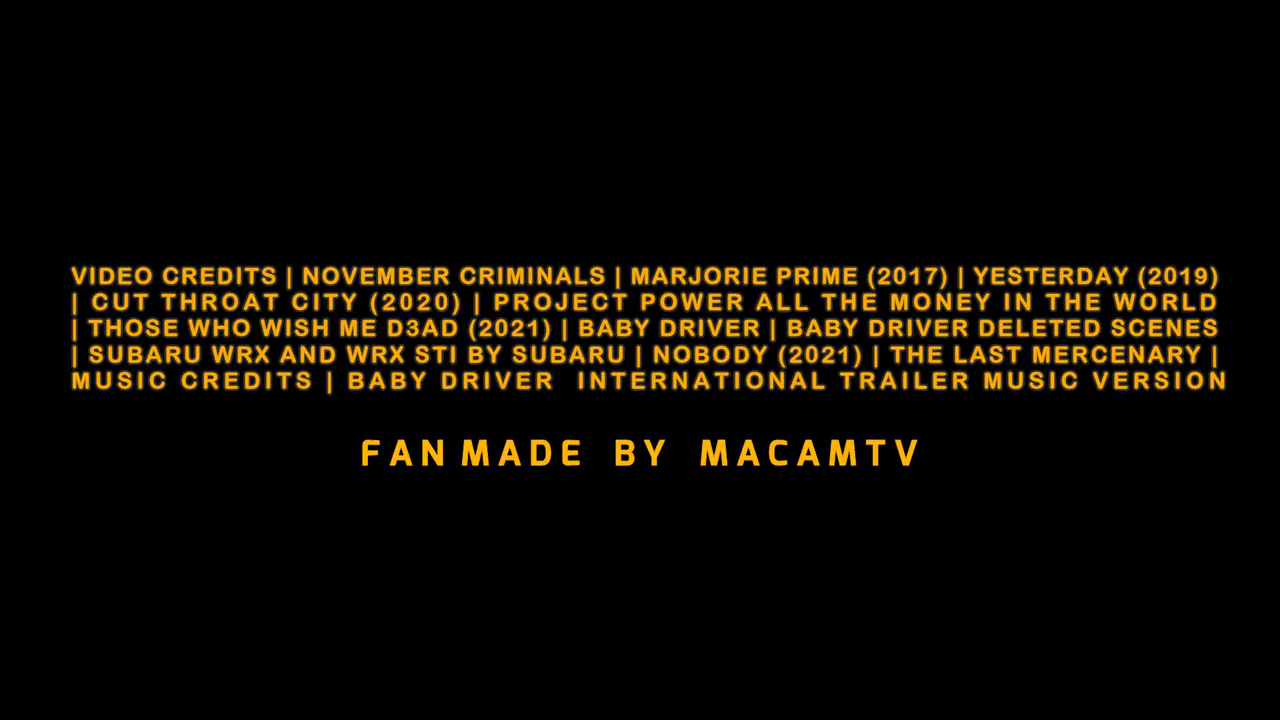 VIDEO CREDITS | NOVEMBER CRIMINALS | MARJORIE PRIME (2017) | YESTERDAY (2019)
| CUT THROAT CITY (2020) | PROJECT POWER ALL THE MONEY IN THE WORLD
| THOSE WHO WISH ME D3AD (2021) | BABY DRIVER | BABY DRIVER DELETED SCENES
| SUBARU WRX AND WRX STI BY SUBARU | NOBODY (2021) | THE LAST MERCENARY |
MUSIC CREDITS | BABY DRIVER INTERNATIONAL TRAILER MUSIC VERSION
FAN MADE BY MACAMTV